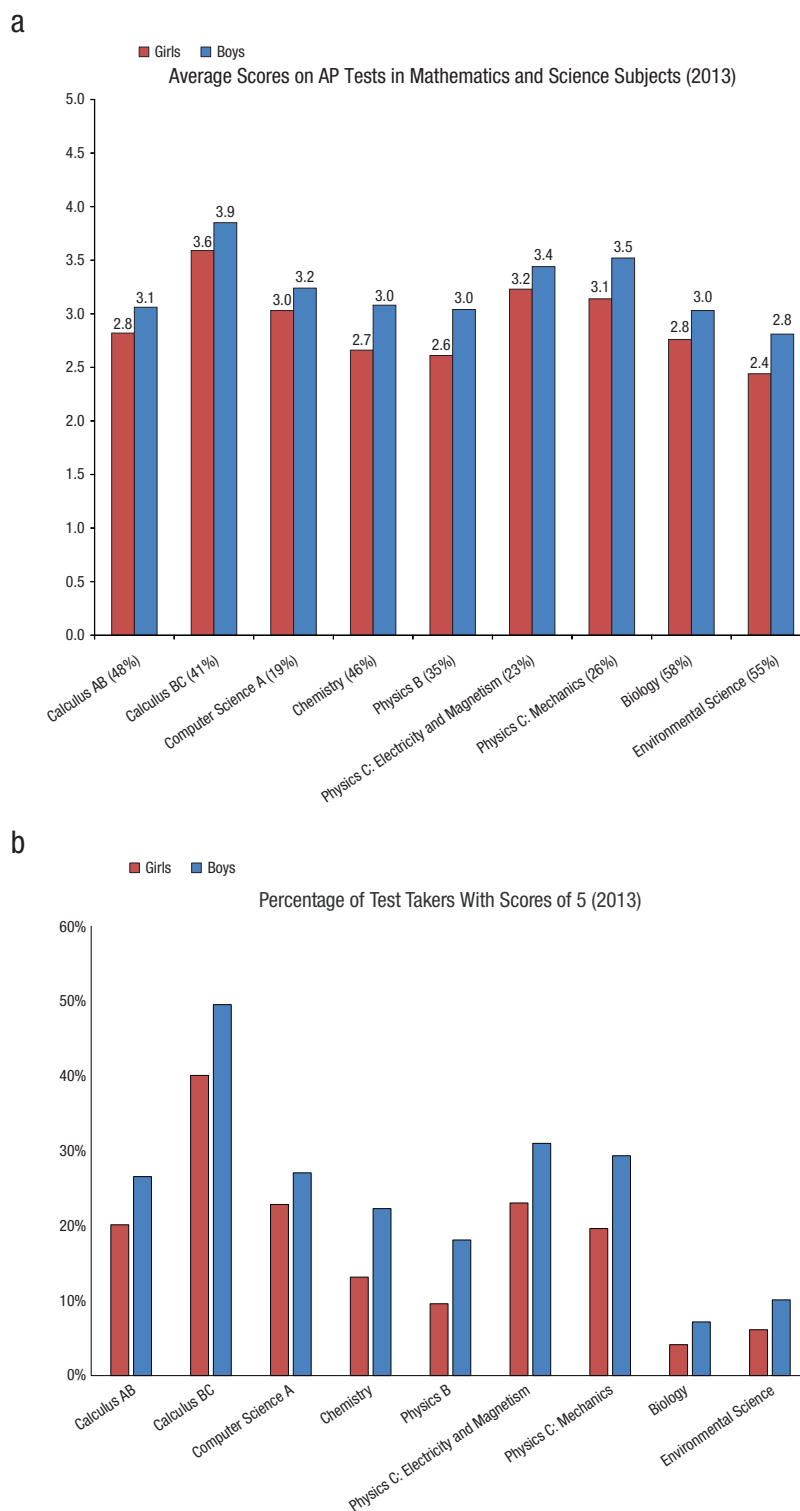 a
Girls Boys
Average Scores on AP Tests in Mathematics and Science Subjects (2013)
5.0
4.5
4.0
3.5
3.0
2.5
2.0
1.5
1.0
0.5
0.0
2.8 3.1
3.6 3.9
3.0 3.2
2.7 3.0
2.6 3.0
3.2 3.4
3.1 3.5
2.8 3.0
2.4 2.8
Calculus AB (48%)
Calculus BC (41%)
Computer Science A (19%)
Chemistry (46%)
Physics B (35%)
Physics C: Electricity and Magnetism (23%)
Physics C: Mechanics (26%)
Biology (58%)
Environmental Science (55%)
b
Girls Boys
Percentage of Test Takers With Scores of 5 (2013)
60%
50%
40%
30%
20%
10%
0%
Calculus AB
Calculus BC
Computer Science A
Chemistry
Physics B
Physics C: Electricity and Magnetism
Physics C: Mechanics
Biology
Environmental Science